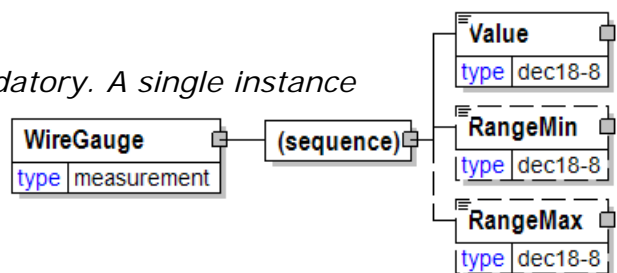 Value
type dec18-8
datory. A single instance
RangeMin
type dec18-8
WireGauge
type measurement
(sequence)
RangeMax
type dec18-8